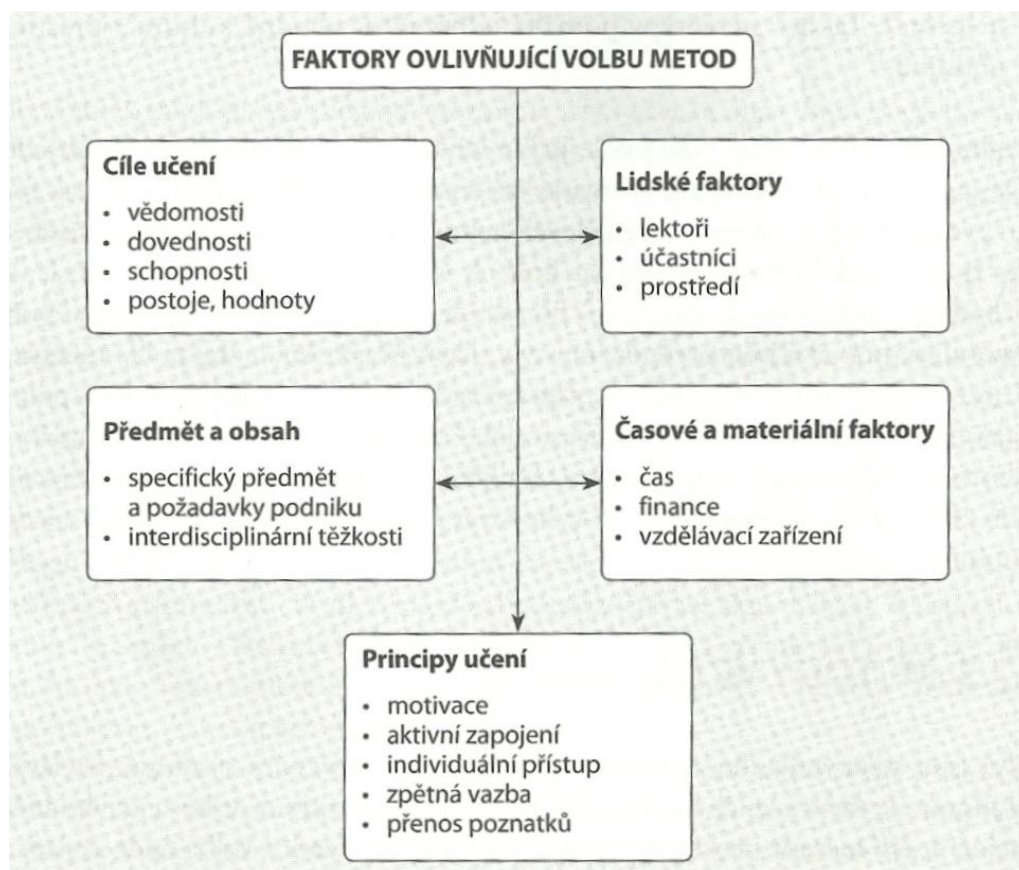 FAKTORY OVLIVŇUJÍCÍ VOLBU METOD
Cíle učení
• vědomosti
• dovednosti
• schopnosti
• postoje, hodnoty
Lidské faktory
• lektoři
• účastníci
• prostředí
Předmět a obsah
• specifický předmět
a požadavky podniku
• interdisciplinární těžkosti
Časové a materiální faktory
• čas
• finance
• vzdělávací zařízení
Principy učení
• motivace
• aktivní zapojení
• individuální přístup
• zpětná vazba
• přenos poznatků